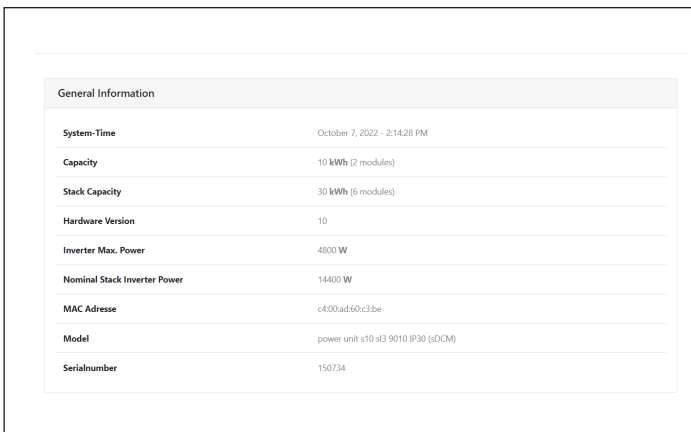 General Information
System-Time October 7, 2022 - 2:14:28 PM
Capacity 10 kWh (2 modules)
Stack Capacity 30 kWh (6 modules)
Hardware Version 10
Inverter Max. Power 4800 W
Nominal Stack Inverter Power 14400 W
MAC Adresse c4:00:ad:60:c3:be
Model power unit s10 sl3 9010 IP30 (sDCM)
Serialnumber 150734